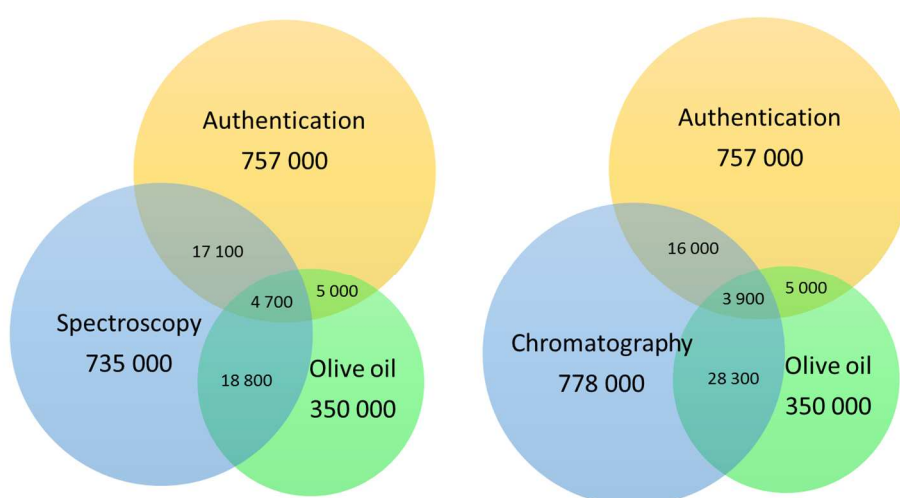 Authentication
757 000
17 100
4 700
5 000
Spectroscopy
735 000
18 800
Olive oil
350 000
Authentication
757 000
16 000
3 900
5 000
Chromatography
778 000
28 300
Olive oil
350 000